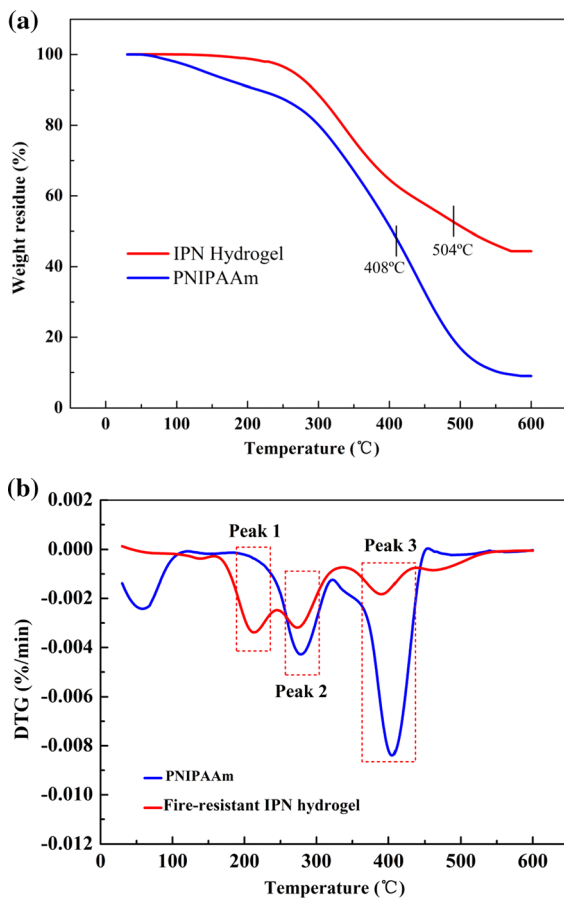 (a)
100
80
60
40
20
0
Weight residue (%)
IPN Hydrogel
PNIPAAm
408ºC
504ºC
0 100 200 300 400 500 600
Temperature (℃)
(b)
0.002
0.000
-0.002
-0.004
-0.006
-0.008
-0.010
-0.012
DTG (%/min)
Peak 1
Peak 2
Peak 3
PNIPAAm
Fire-resistant IPN hydrogel
0 100 200 300 400 500 600
Temperature (℃)